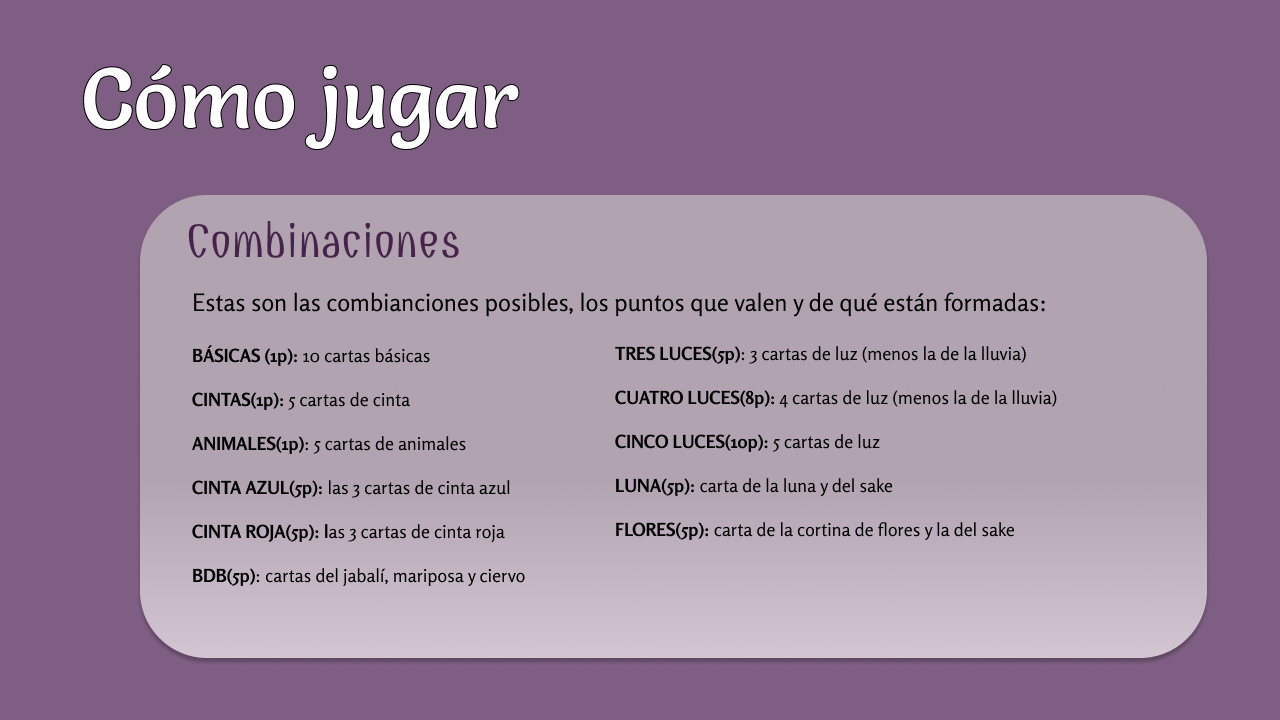 Cómo jugar
Combinaciones
Estas son las combianciones posibles, los puntos que valen y de qué están formadas:
BÁSICAS (1p): 10 cartas básicas
CINTAS(1p): 5 cartas de cinta
ANIMALES(1p): 5 cartas de animales
CINTA AZUL(5p): las 3 cartas de cinta azul
CINTA ROJA(5p): las 3 cartas de cinta roja
BDB(5p): cartas del jabalí, mariposa y ciervo
TRES LUCES(5p): 3 cartas de luz (menos la de la lluvia)
CUATRO LUCES(8p): 4 cartas de luz (menos la de la lluvia)
CINCO LUCES(10p): 5 cartas de luz
LUNA(5p): carta de la luna y del sake
FLORES(5p): carta de la cortina de flores y la del sake